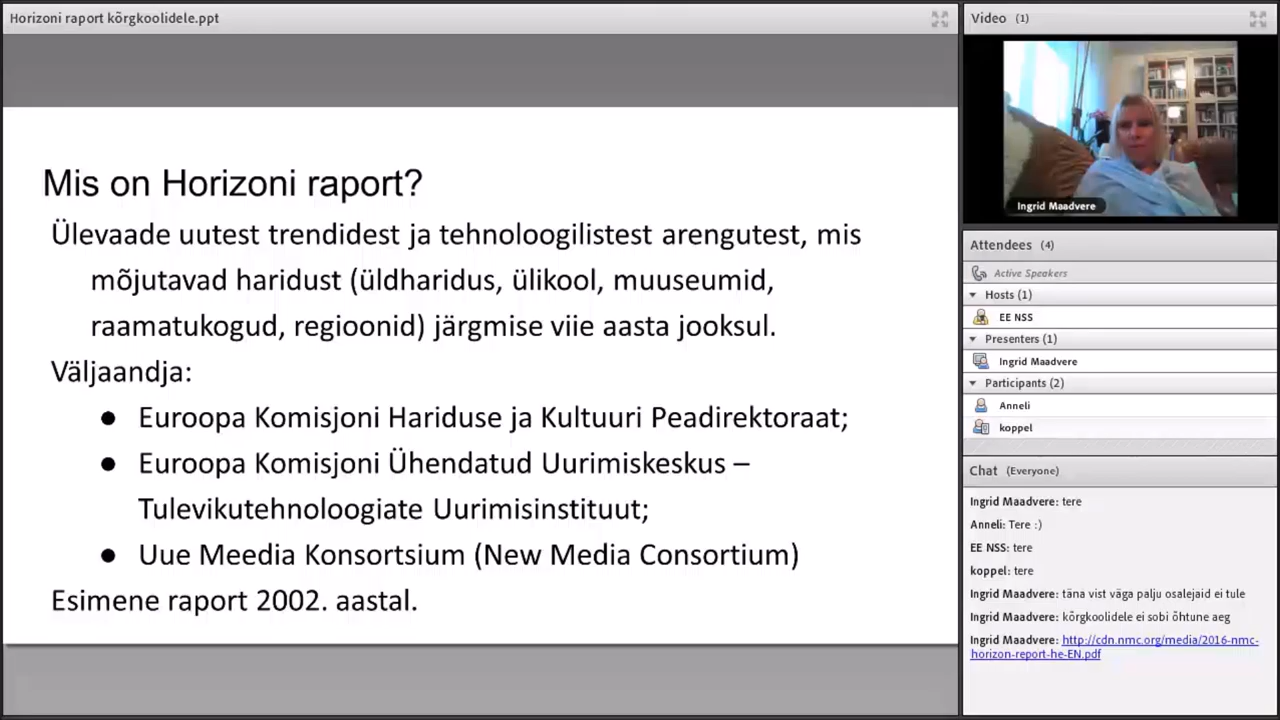 Horizoni raport kõrgkoolidele.ppt
Mis on Horizoni raport?
Ülevaade uutest trendidest ja tehnoloogilistest arengutest, mis
mõjutavad haridust (üldharidus, ülikool, muuseumid,
raamatukogud, regioonid) järgmise viie aasta jooksul.
Väljaandja:
● Euroopa Komisjoni Hariduse ja Kultuuri Peadirektoraat;
● Euroopa Komisjoni Ühendatud Uurimiskeskus –
Tulevikutehnoloogiate Uurimisinstituut;
● Uue Meedia Konsortsium (New Media Consortium)
Esimene raport 2002. aastal.
Video (1)
Ingrid Maadvere
Attendees (4)
Active Speakers
Hosts (1)
EE NSS
Presenters (1)
Ingrid Maadvere
Participants (2)
Anneli
koppel
Chat (Everyone)
Ingrid Maadvere: tere
Anneli: Tere :)
EE NSS: tere
koppel: tere
Ingrid Maadvere: täna vist väga palju osalejaid ei tule
Ingrid Maadvere: kõrgkoolidele ei sobi õhtune aeg
Ingrid Maadvere: http://cdn.nmc.org/media/2016-nmc-
horizon-report-he-EN.pdf